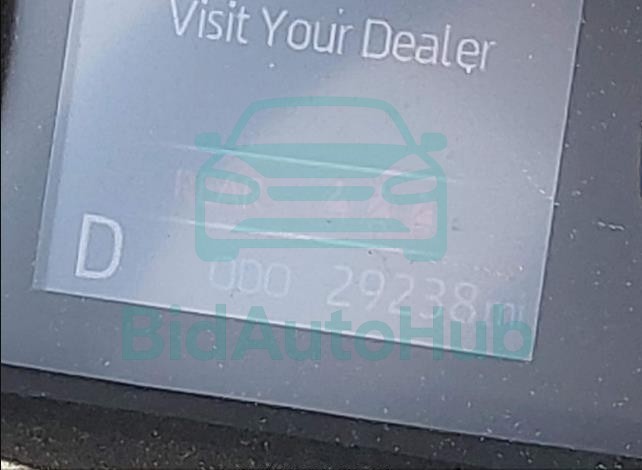 Visit Your Dealer
D
ODO 29238 mi
BidAutoHub